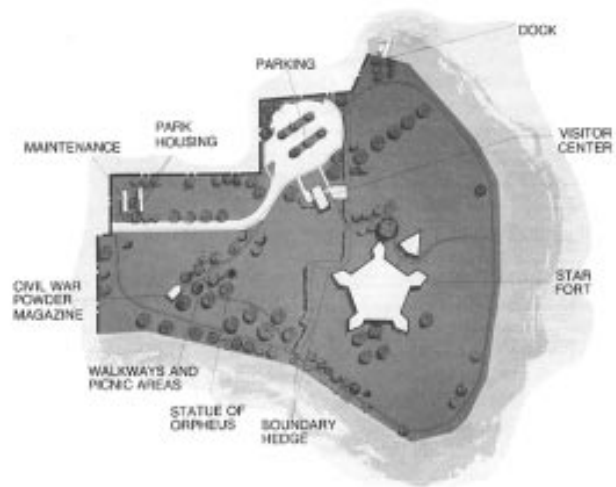 DOCK
PARKING
VISITOR
CENTER
PARK
HOUSING
MAINTENANCE
STAR
FORT
CIVIL WAR
POWDER
MAGAZINE
WALKWAYS AND
PICNIC AREAS
STATUE OF
ORPHEUS
BOUNDARY
HEDGE